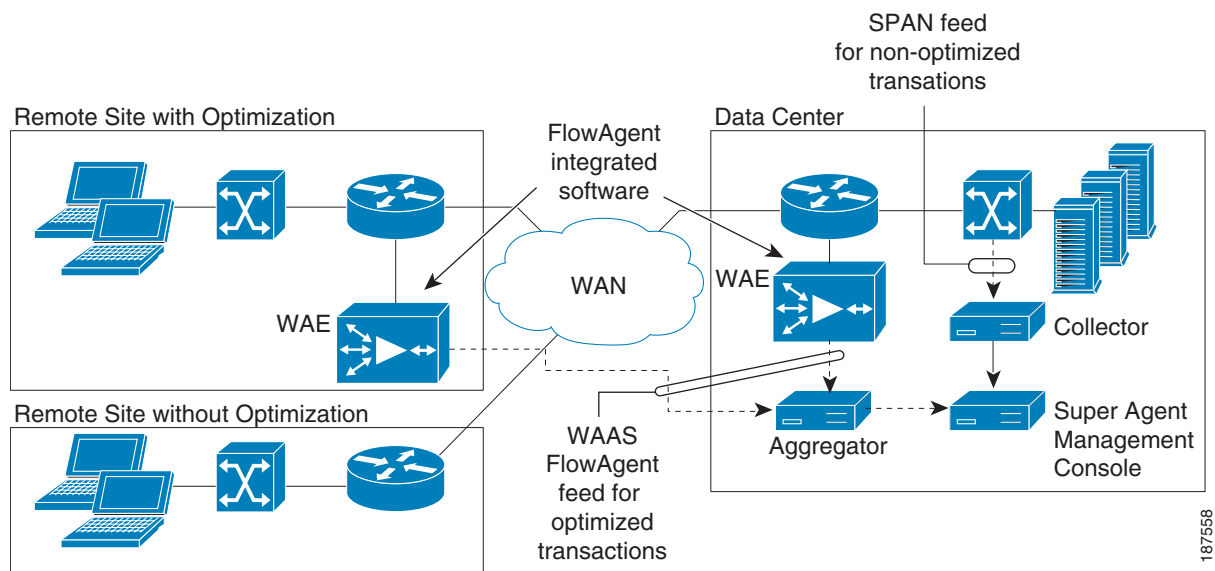 SPAN feed
for non-optimized
transations
Remote Site with Optimization
FlowAgent
integrated
software
Data Center
WAN
WAE
WAE
Collector
Remote Site without Optimization
WAAS
FlowAgent
feed for
optimized
transactions
Aggregator
Super Agent
Management
Console
187558